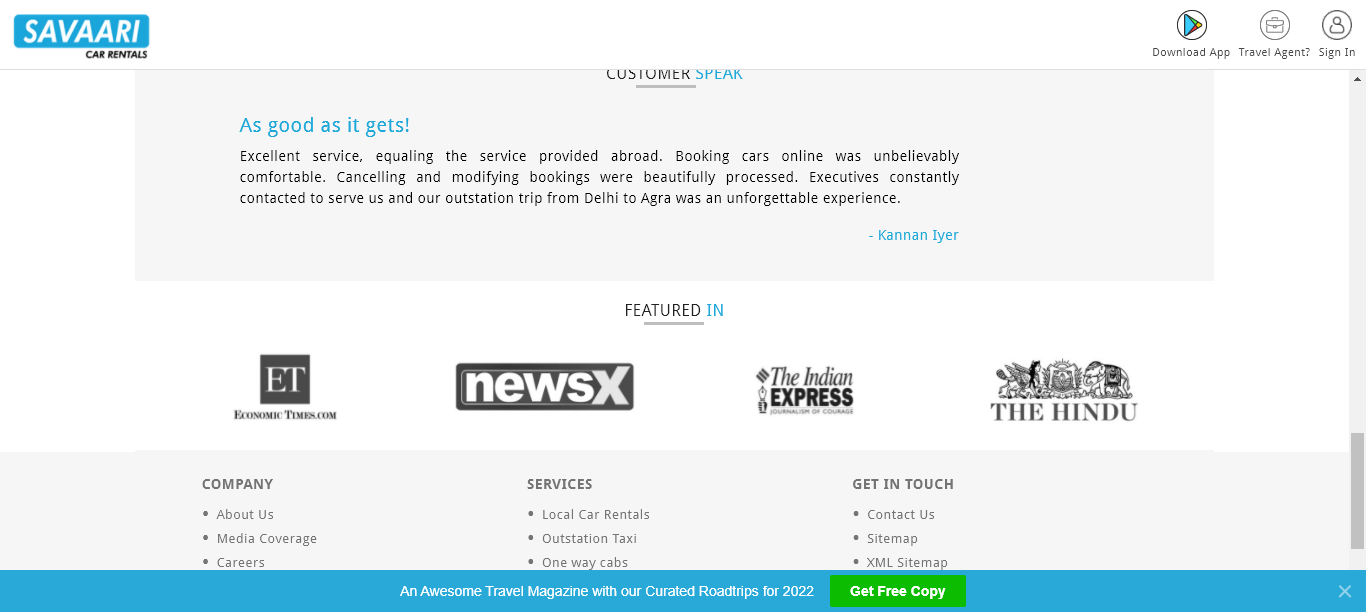 SAVAARI
CAR RENTALS
Download App
Travel Agent?
Sign In
CUSTOMER SPEAK
As good as it gets!
Excellent service, equaling the service provided abroad. Booking cars online was unbelievably
comfortable. Cancelling and modifying bookings were beautifully processed. Executives constantly
contacted to serve us and our outstation trip from Delhi to Agra was an unforgettable experience.
- Kannan Iyer
FEATURED IN
ET
ECONOMIC TIMES.COM
newsX
The Indian
EXPRESS
JOURNALISM OF COURAGE
THE HINDU
COMPANY
• About Us
• Media Coverage
• Careers
SERVICES
• Local Car Rentals
• Outstation Taxi
• One way cabs
GET IN TOUCH
• Contact Us
• Sitemap
• XML Sitemap
An Awesome Travel Magazine with our Curated Roadtrips for 2022
Get Free Copy